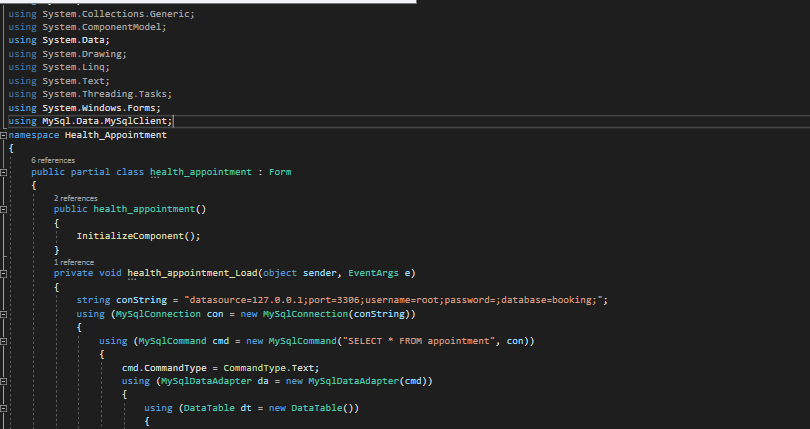 using System.Collections.Generic;
using System.ComponentModel;
using System.Data;
using System.Drawing;
using System.Linq;
using System.Text;
using System.Threading.Tasks;
using System.Windows.Forms;
using MySql.Data.MySqlClient;
namespace Health_Appointment
{
6 references
public partial class health_appointment : Form
{
2 references
public health_appointment()
{
InitializeComponent();
}
1 reference
private void health_appointment_Load(object sender, EventArgs e)
{
string conString = "datasource=127.0.0.1;port=3306;username=root;password=;database=booking;";
using (MySqlConnection con = new MySqlConnection(conString))
{
using (MySqlCommand cmd = new MySqlCommand("SELECT * FROM appointment", con))
{
cmd.CommandType = CommandType.Text;
using (MySqlDataAdapter da = new MySqlDataAdapter(cmd))
{
using (DataTable dt = new DataTable())
{